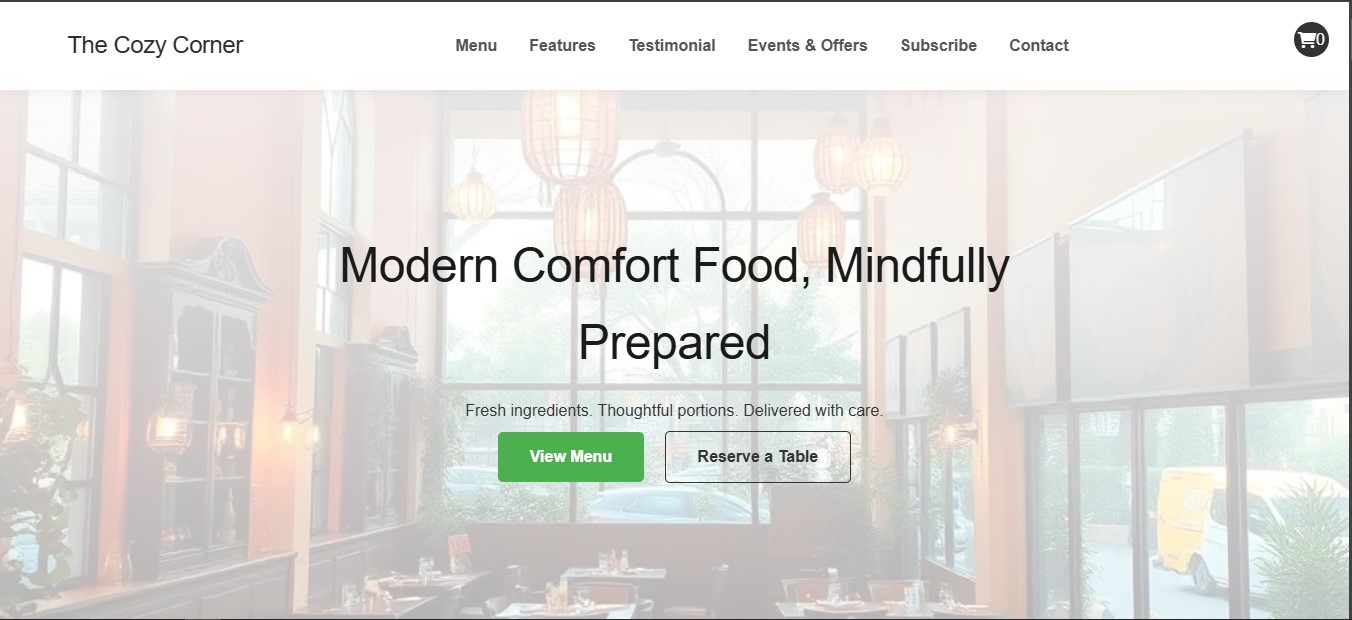 The Cozy Corner
Menu
Features
Testimonial
Events & Offers
Subscribe
Contact
0
Modern Comfort Food, Mindfully
Prepared
Fresh ingredients. Thoughtful portions. Delivered with care.
View Menu
Reserve a Table